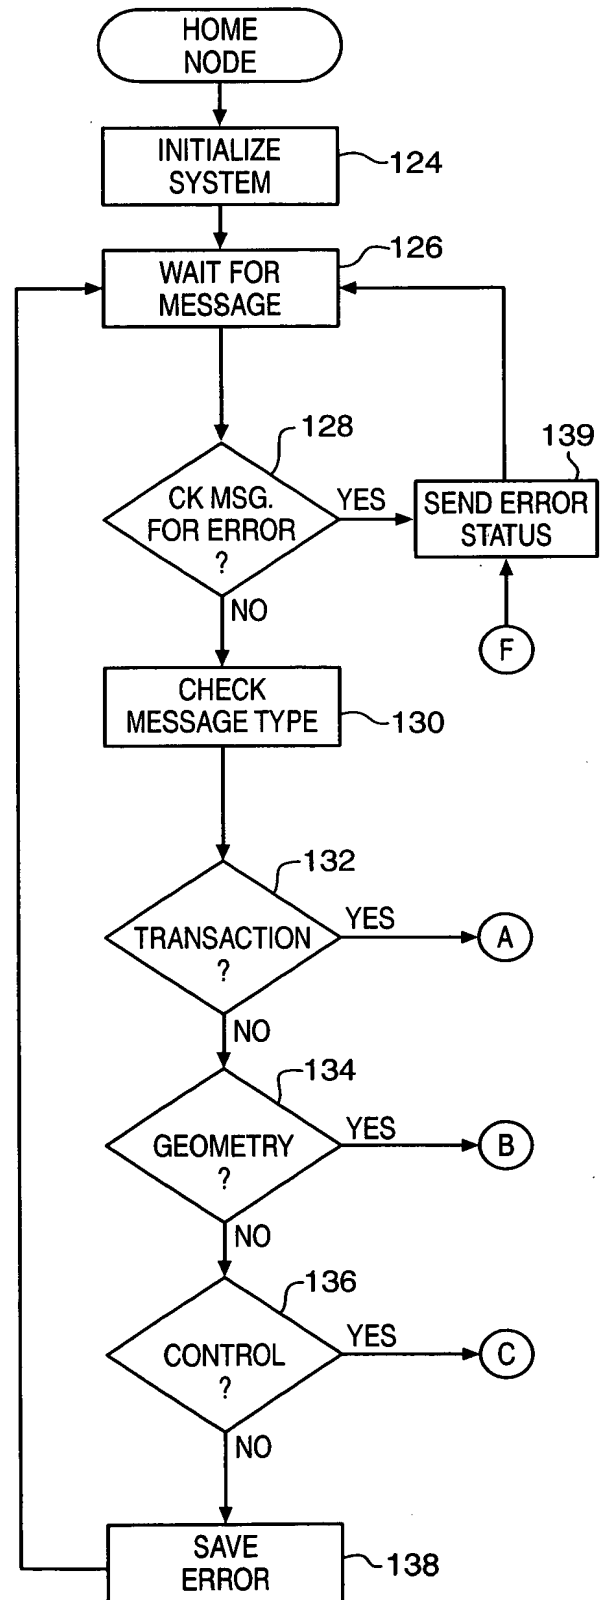 HOME
NODE
INITIALIZE
SYSTEM
124
WAIT FOR
MESSAGE
126
CK MSG.
FOR ERROR
?
128
YES
SEND ERROR
STATUS
139
F
NO
CHECK
MESSAGE TYPE
130
TRANSACTION
?
132
YES
A
NO
GEOMETRY
?
134
YES
B
NO
CONTROL
?
136
YES
C
NO
SAVE
ERROR
138